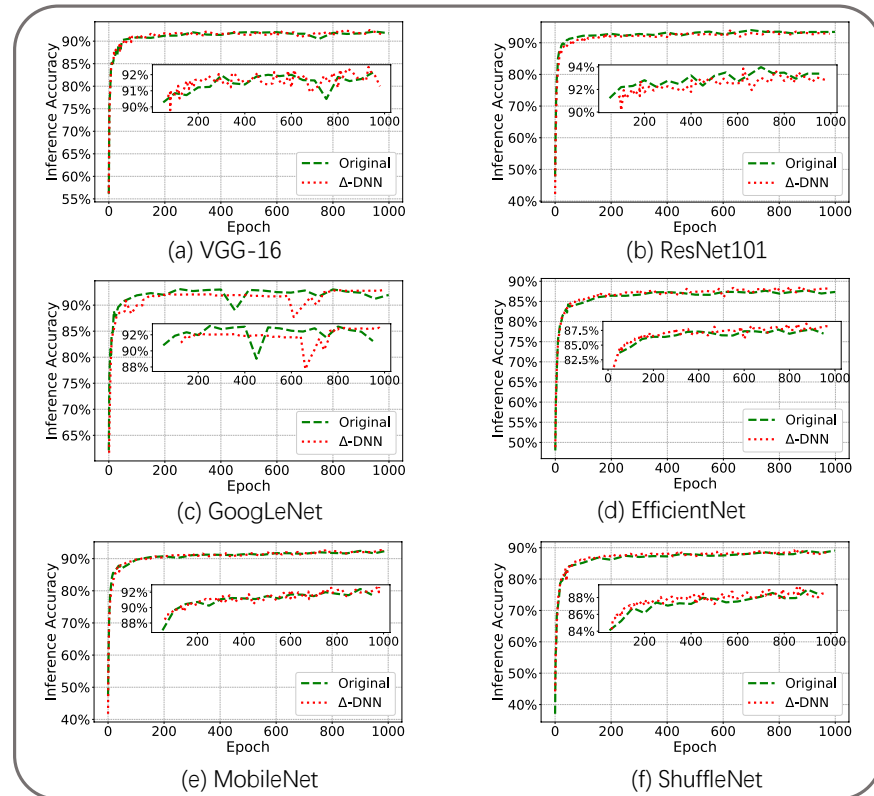 90%
85%
80%
75%
70%
65%
60%
55%
Inference Accuracy
92%
91%
90%
200 400 600 800 1000
Original
Δ-DNN
0 200 400 600 800 1000
Epoch
(a) VGG-16
90%
80%
70%
60%
50%
40%
Inference Accuracy
94%
92%
90%
200 400 600 800 1000
Original
Δ-DNN
0 200 400 600 800 1000
Epoch
(b) ResNet101
90%
85%
80%
75%
70%
65%
Inference Accuracy
92%
90%
88%
200 400 600 800 1000
Original
Δ-DNN
0 200 400 600 800 1000
Epoch
(c) GoogLeNet
90%
85%
80%
75%
70%
65%
60%
55%
50%
Inference Accuracy
87.5%
85.0%
82.5%
0 200 400 600 800 1000
Original
Δ-DNN
0 200 400 600 800 1000
Epoch
(d) EfficientNet
90%
80%
70%
60%
50%
40%
Inference Accuracy
92%
90%
88%
200 400 600 800 1000
Original
Δ-DNN
0 200 400 600 800 1000
Epoch
(e) MobileNet
90%
80%
70%
60%
50%
40%
Inference Accuracy
88%
86%
84%
200 400 600 800 1000
Original
Δ-DNN
0 200 400 600 800 1000
Epoch
(f) ShuffleNet